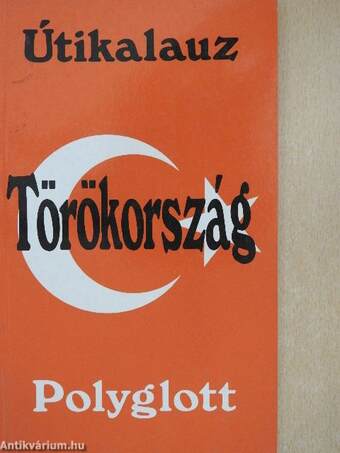 Útikalauz
Törökország
Polyglott
Antikvárium.hu